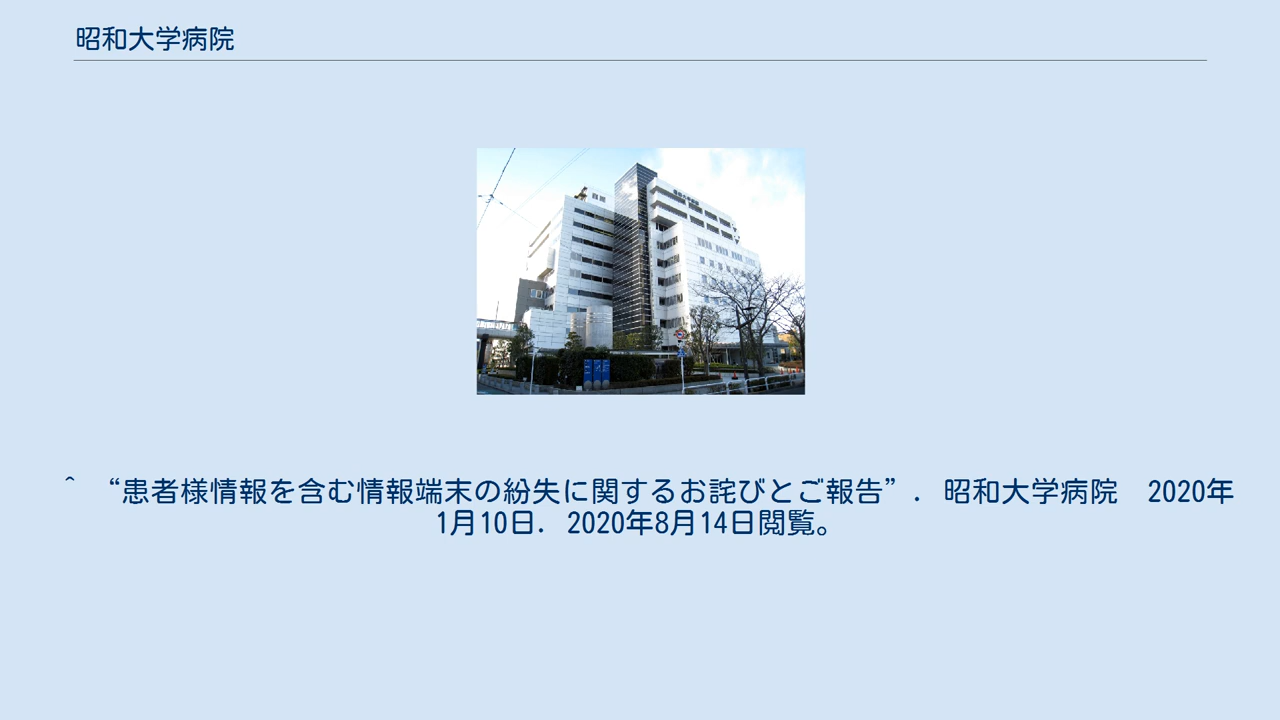 昭和大学病院
^ “患者様情報を含む情報端末の紛失に関するお詫びとご報告”. 昭和大学病院　2020年
1月10日. 2020年8月14日閲覧。